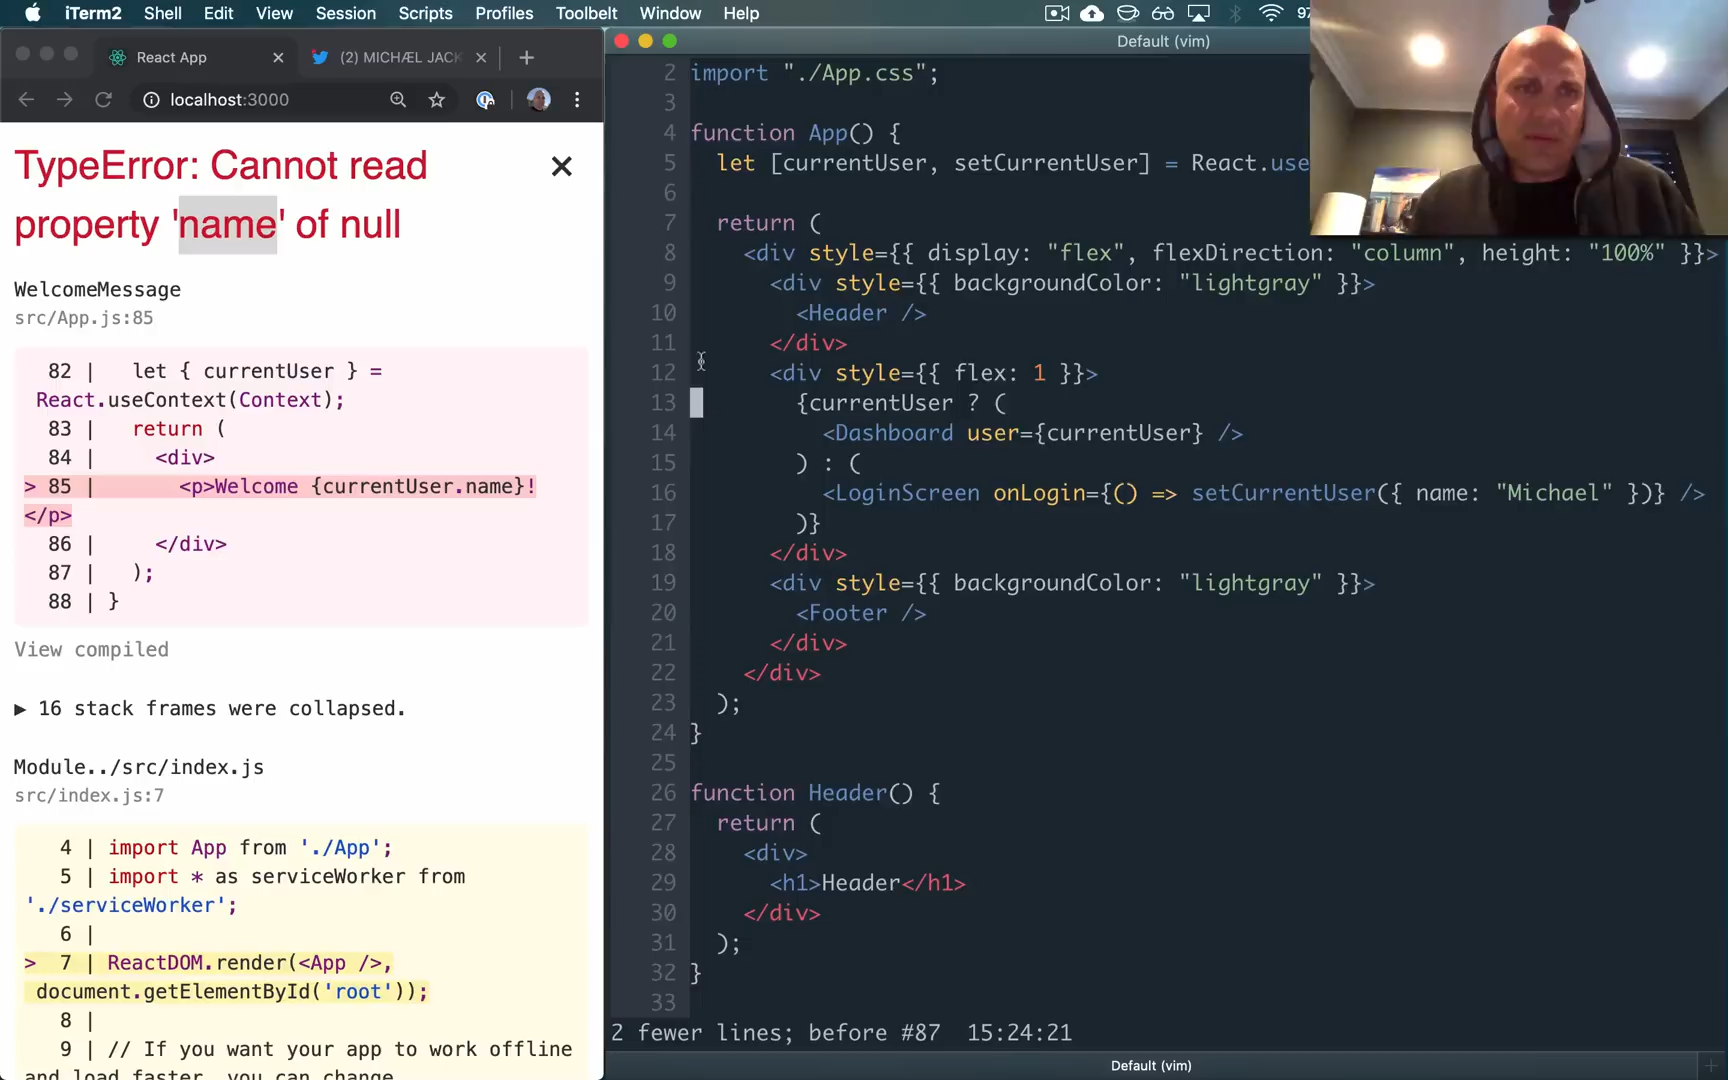 iTerm2 Shell Edit View Session Scripts Profiles Toolbelt Window Help 97
React App
(2) MICHÆL JACK
localhost:3000
TypeError: Cannot read
property 'name' of null
WelcomeMessage
src/App.js:85
82 | let { currentUser } =
React.useContext(Context);
83 | return (
84 | <div>
> 85 | <p>Welcome {currentUser.name}!
</p>
86 | </div>
87 | );
88 | }
View compiled
▶ 16 stack frames were collapsed.
Module../src/index.js
src/index.js:7
4 | import App from './App';
5 | import * as serviceWorker from
'./serviceWorker';
6 |
> 7 | ReactDOM.render(<App />,
document.getElementById('root'));
8 |
9 | // If you want your app to work offline
and load faster, you can change
Default (vim)
2 import "./App.css";
3
4 function App() {
5 let [currentUser, setCurrentUser] = React.use
6
7 return (
8 <div style={{ display: "flex", flexDirection: "column", height: "100%" }}>
9 <div style={{ backgroundColor: "lightgray" }}>
10 <Header />
11 </div>
12 <div style={{ flex: 1 }}>
13 {currentUser ? (
14 <Dashboard user={currentUser} />
15 ) : (
16 <LoginScreen onLogin={() => setCurrentUser({ name: "Michael" })} />
17 )}
18 </div>
19 <div style={{ backgroundColor: "lightgray" }}>
20 <Footer />
21 </div>
22 </div>
23 );
24 }
25
26 function Header() {
27 return (
28 <div>
29 <h1>Header</h1>
30 </div>
31 );
32 }
33
2 fewer lines; before #87 15:24:21
Default (vim)